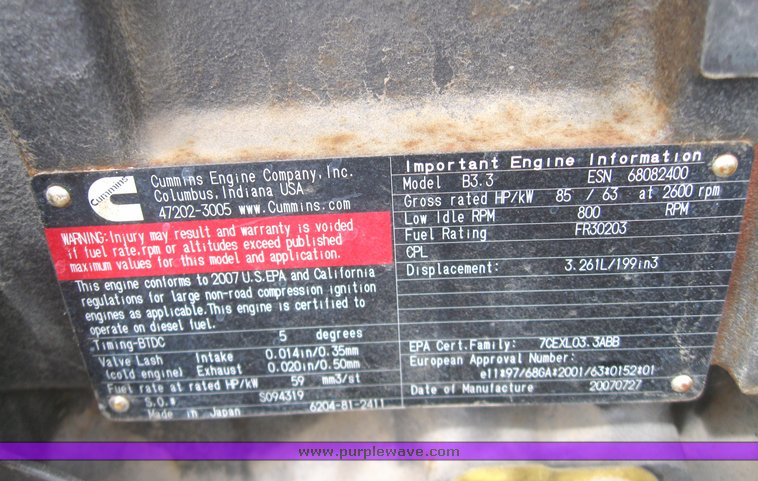 Cummins
Cummins Engine Company, Inc.
Columbus, Indiana USA
47202-3005 www.Cummins.com
WARNING: Injury may result and warranty is voided
if fuel rate.rpm or altitudes exceed published
maximum values for this model and application.
This engine conforms to 2007 U.S.EPA and California
regulations for large non-road compression ignition
engines as applicable.This engine is certified to
operate on diesel fuel.
Timing-BTDC 5 degrees
Valve Lash Intake 0.014in/0.35mm
(cold engine) Exhaust 0.020in/0.50mm
Fuel rate at rated HP/kW 59 mm3/st
S.O.# S094319
Made in Japan 6204-81-2411
Important Engine Information
Model B3.3 ESN 68082400
Gross rated HP/kW 85 / 63 at 2600 rpm
Low Idle RPM 800 RPM
Fuel Rating FR30203
CPL
Displacement: 3.261L/199in3
EPA Cert.Family: 7CEXL03.3ABB
European Approval Number:
e11*97/68GA*2001/63*0152*01
Date of Manufacture 20070727
www.purplewave.com